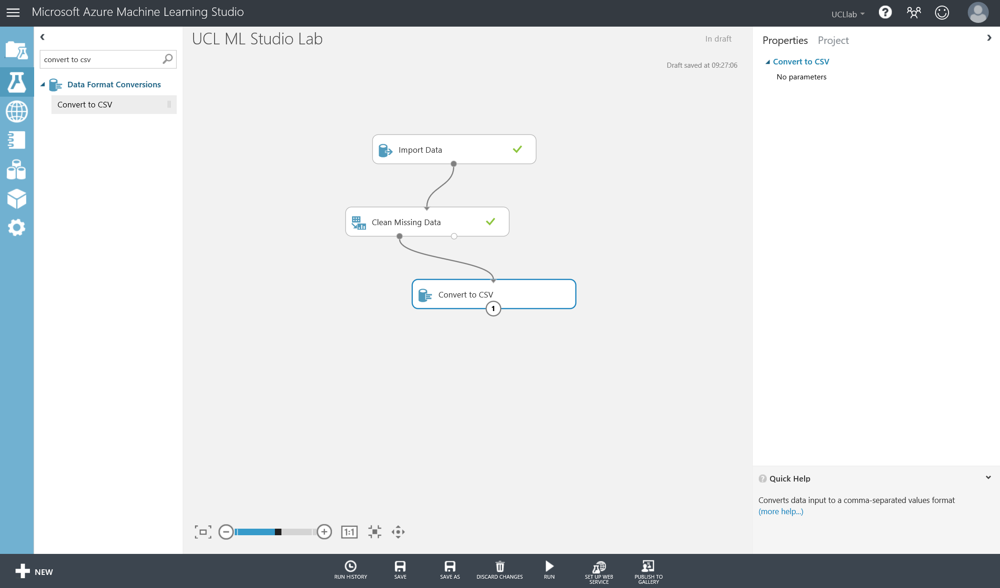 Microsoft Azure Machine Learning Studio
UCLlab
convert to csv
Data Format Conversions
Convert to CSV
UCL ML Studio Lab
In draft
Draft saved at 09:27:06
Import Data
Clean Missing Data
Convert to CSV
1
Properties Project
Convert to CSV
No parameters
Quick Help
Converts data input to a comma-separated values format
(more help...)
1:1
NEW
RUN HISTORY
SAVE
SAVE AS
DISCARD CHANGES
RUN
SET UP WEB
SERVICE
PUBLISH TO
GALLERY